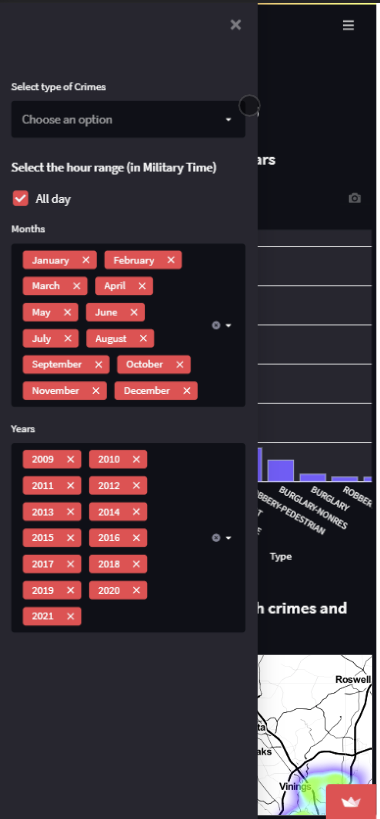 Select type of Crimes
Choose an option
Select the hour range (in Military Time)
All day
Months
January February
March April
May June
July August
September October
November December
Years
2009 2010
2011 2012
2013 2014
2015 2016
2017 2018
2019 2020
2021
ars
BBERY-PEDESTRIAN
BURGLARY-NONRES
BURGLARY
ROBBER
Type
h crimes and
Roswell
ta
aks
Vinings